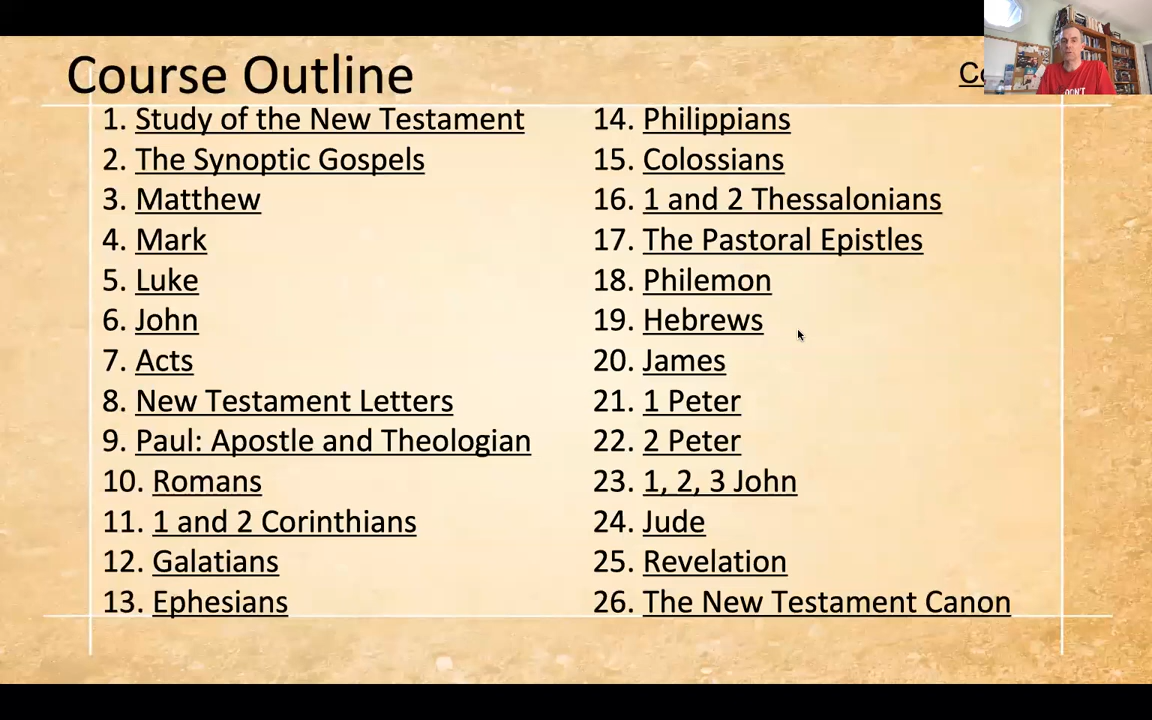 Course Outline
1. Study of the New Testament
2. The Synoptic Gospels
3. Matthew
4. Mark
5. Luke
6. John
7. Acts
8. New Testament Letters
9. Paul: Apostle and Theologian
10. Romans
11. 1 and 2 Corinthians
12. Galatians
13. Ephesians
14. Philippians
15. Colossians
16. 1 and 2 Thessalonians
17. The Pastoral Epistles
18. Philemon
19. Hebrews
20. James
21. 1 Peter
22. 2 Peter
23. 1, 2, 3 John
24. Jude
25. Revelation
26. The New Testament Canon
DON'T